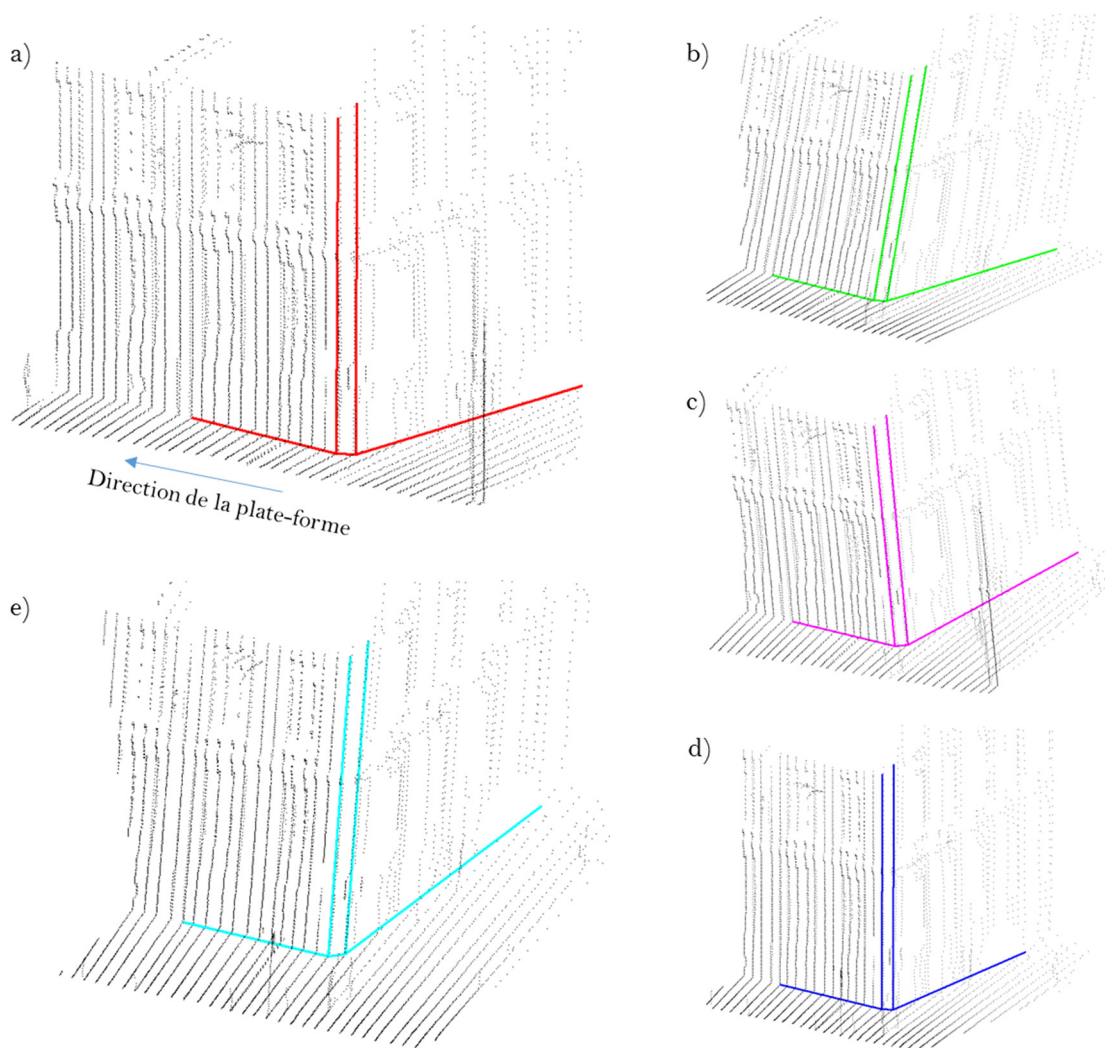 a)
b)
Direction de la plate-forme
c)
e)
d)